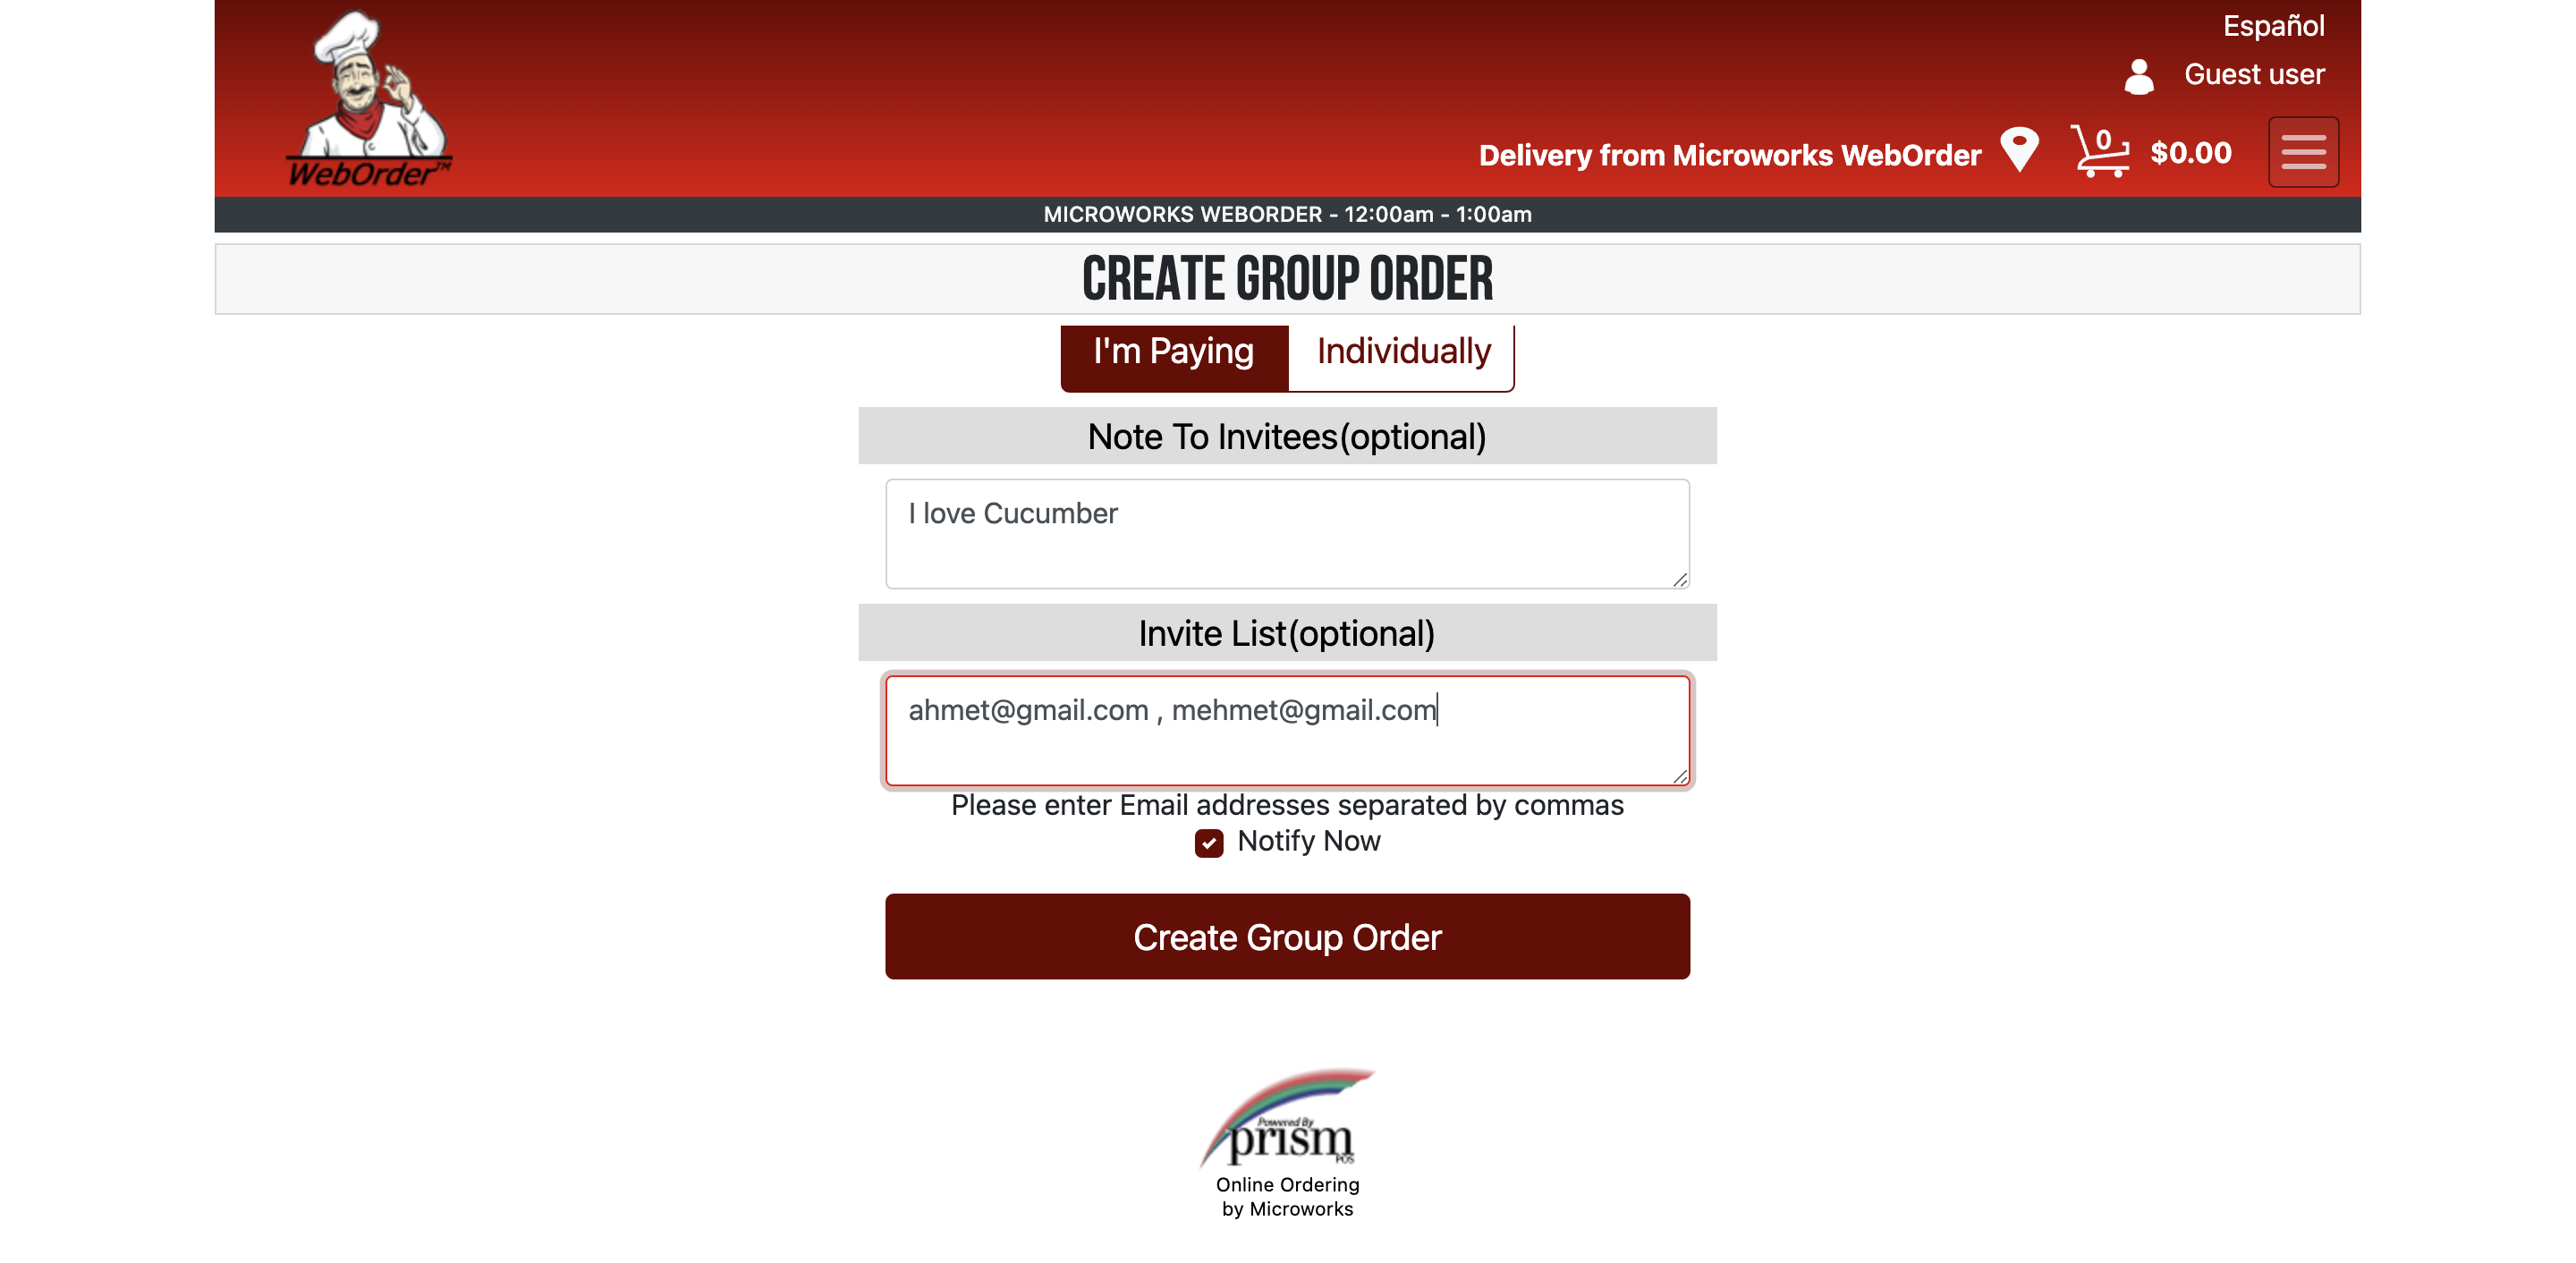 Español
Guest user
WebOrder™
Delivery from Microworks WebOrder 0 $0.00
MICROWORKS WEBORDER - 12:00am - 1:00am
CREATE GROUP ORDER
I'm Paying Individually
Note To Invitees(optional)
I love Cucumber
Invite List(optional)
ahmet@gmail.com , mehmet@gmail.com
Please enter Email addresses separated by commas
Notify Now
Create Group Order
Powered By
prism
POS
Online Ordering
by Microworks